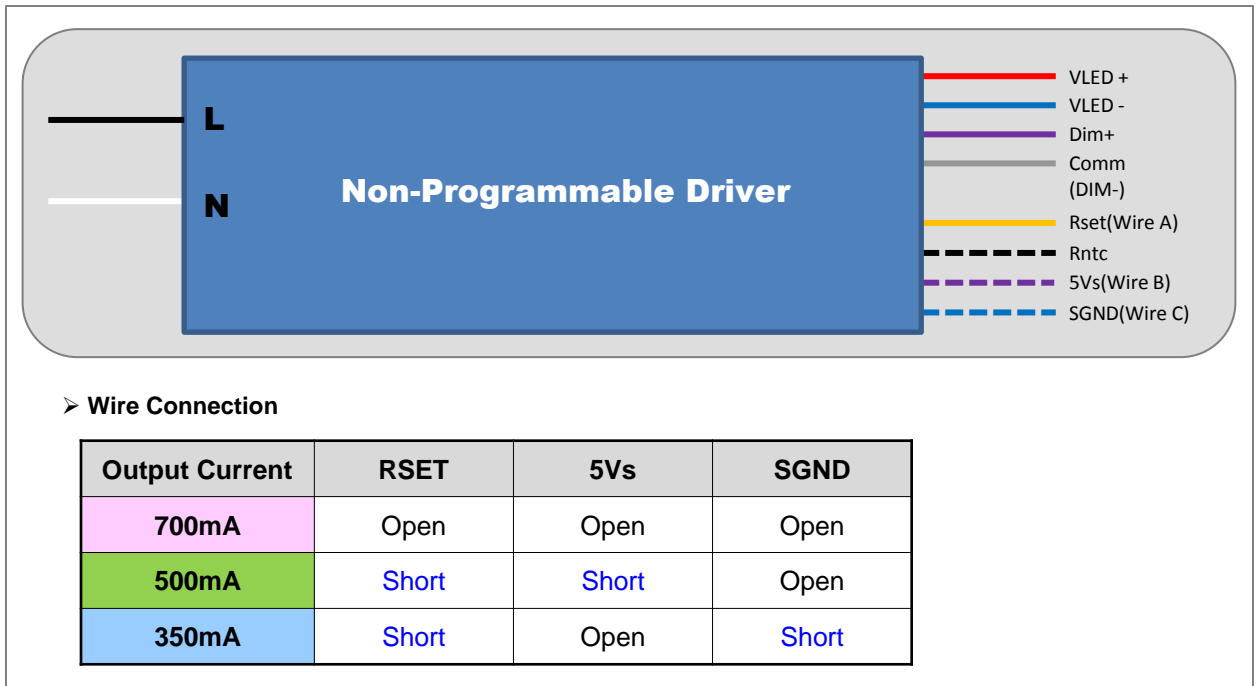 L
N
Non-Programmable Driver
VLED +
VLED -
Dim+
Comm
(DIM-)
Rset(Wire A)
Rntc
5Vs(Wire B)
SGND(Wire C)
➢ Wire Connection
Output Current RSET 5Vs SGND
700mA Open Open Open
500mA Short Short Open
350mA Short Open Short